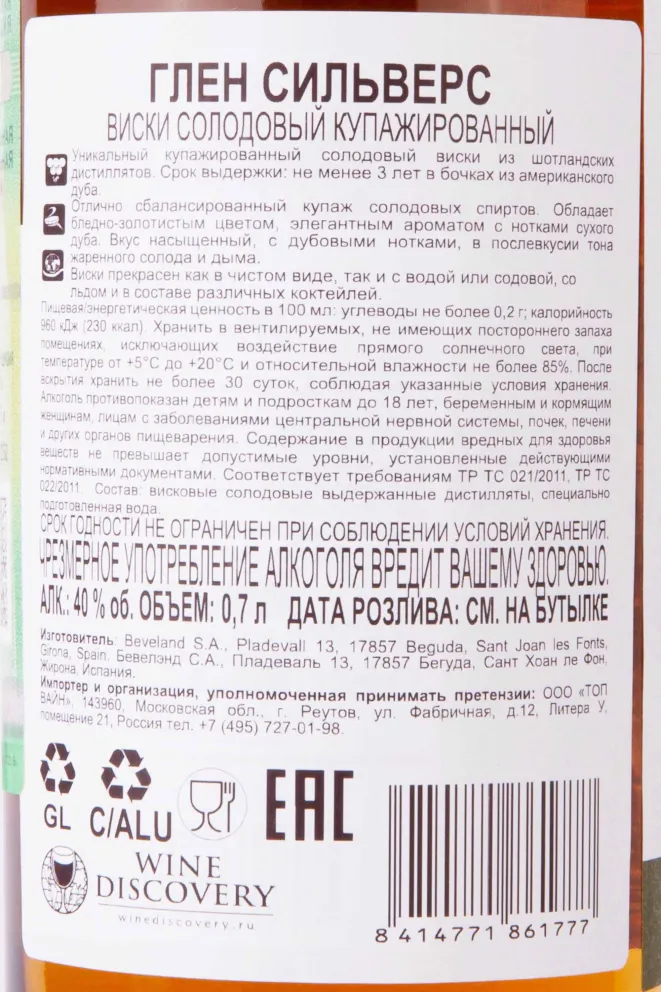 ГЛЕН СИЛЬВЕРС
ВИСКИ СОЛОДОВЫЙ КУПАЖИРОВАННЫЙ
Уникальный купажированный солодовый виски из шотландских
дистиллятов. Срок выдержки: не менее 3 лет в бочках из американского
дуба.
Отлично сбалансированный купаж солодовых спиртов. Обладает
бледно-золотистым цветом, элегантным ароматом с нотками сухого
дуба. Вкус насыщенный, с дубовыми нотками, в послевкусии тона
жаренного солода и дыма.
Виски прекрасен как в чистом виде, так и с водой или содовой, со
льдом и в составе различных коктейлей.
Пищевая/энергетическая ценность в 100 мл: углеводы не более 0,2 г; калорийность
960 кДж (230 ккал). Хранить в вентилируемых, не имеющих постороннего запаха
помещениях, исключающих воздействие прямого солнечного света, при
температуре от +5°С до +20°С и относительной влажности не более 85%. После
вскрытия хранить не более 30 суток, соблюдая указанные условия хранения.
Алкоголь противопоказан детям и подросткам до 18 лет, беременным и кормящим
женщинам, лицам с заболеваниями центральной нервной системы, почек, печени
и других органов пищеварения. Содержание в продукции вредных для здоровья
веществ не превышает допустимые уровни, установленные действующими
нормативными документами. Соответствует требованиям ТР ТС 021/2011, ТР ТС
022/2011. Состав: висковые солодовые выдержанные дистилляты, специально
подготовленная вода.
СРОК ГОДНОСТИ НЕ ОГРАНИЧЕН ПРИ СОБЛЮДЕНИИ УСЛОВИЙ ХРАНЕНИЯ.
ЧРЕЗМЕРНОЕ УПОТРЕБЛЕНИЕ АЛКОГОЛЯ ВРЕДИТ ВАШЕМУ ЗДОРОВЬЮ.
АЛК.: 40 % об. ОБЪЕМ: 0,7 л ДАТА РОЗЛИВА: СМ. НА БУТЫЛКЕ
Изготовитель: Beveland S.A., Pladevall 13, 17857 Beguda, Sant Joan les Fonts,
Girona, Spain. Бевелэнд С.А., Пладеваль 13, 17857 Бегуда, Сант Хоан ле Фон,
Жирона, Испания.
Импортер и организация, уполномоченная принимать претензии: ООО «ТОП
ВАЙН», 143960, Московская обл., г. Реутов, ул. Фабричная, д.12, Литера У,
помещение 21, Россия тел. +7 (495) 727-01-98.
GL C/ALU EAC
WINE
DISCOVERY
winediscovery.ru
8 414771 861777